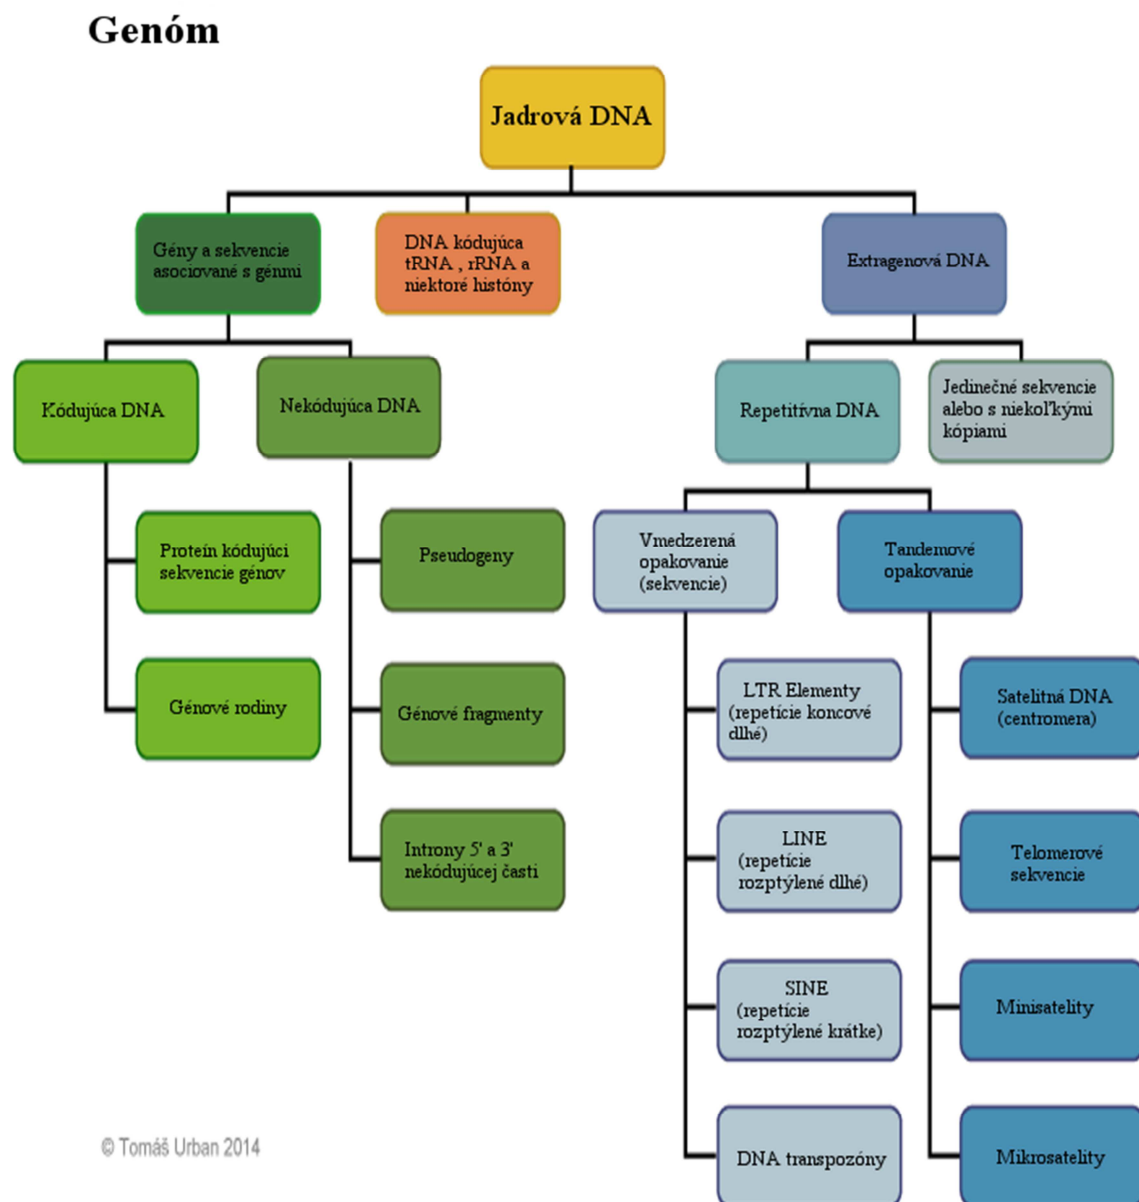 Genóm
Jadrová DNA
Gény a sekvencie
asociované s génmi
DNA kódujúca
tRNA , rRNA a
niektoré históny
Extragenová DNA
Kódujúca DNA
Nekódujúca DNA
Repetitívna DNA
Jedinečné sekvencie
alebo s niekoľkými
kópiami
Proteín kódujúci
sekvencie génov
Pseudogeny
Vmedzerená
opakovanie
(sekvencie)
Tandemové
opakovanie
Génové rodiny
Génové fragmenty
LTR Elementy
(repetície koncové
dlhé)
Satelitná DNA
(centromera)
Introny 5' a 3'
nekódujúcej časti
LINE
(repetície
rozptýlené dlhé)
Telomerové
sekvencie
SINE
(repetície
rozptýlené krátke)
Minisatelity
DNA transpozóny
Mikrosatelity
© Tomáš Urban 2014